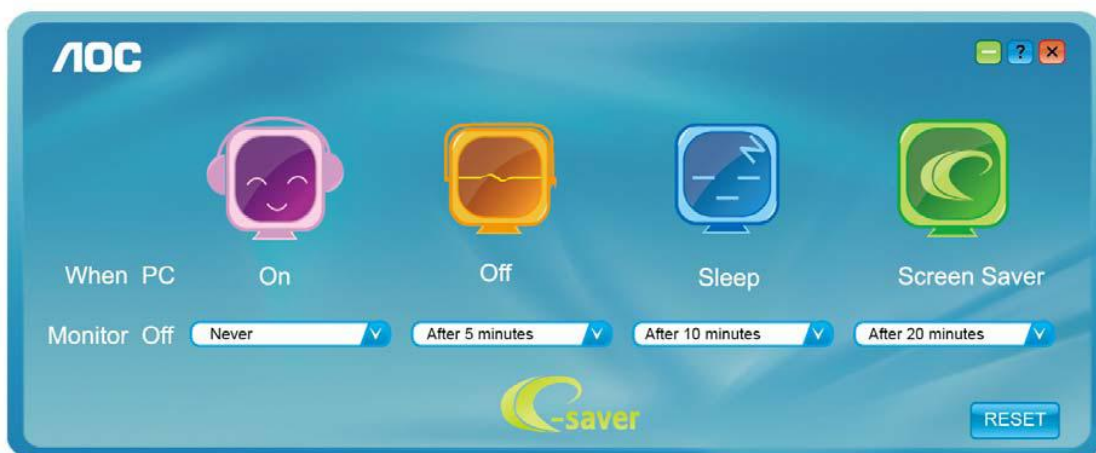 AOC
?
When PC On Off Sleep Screen Saver
Monitor Off Never After 5 minutes After 10 minutes After 20 minutes
e-saver
RESET